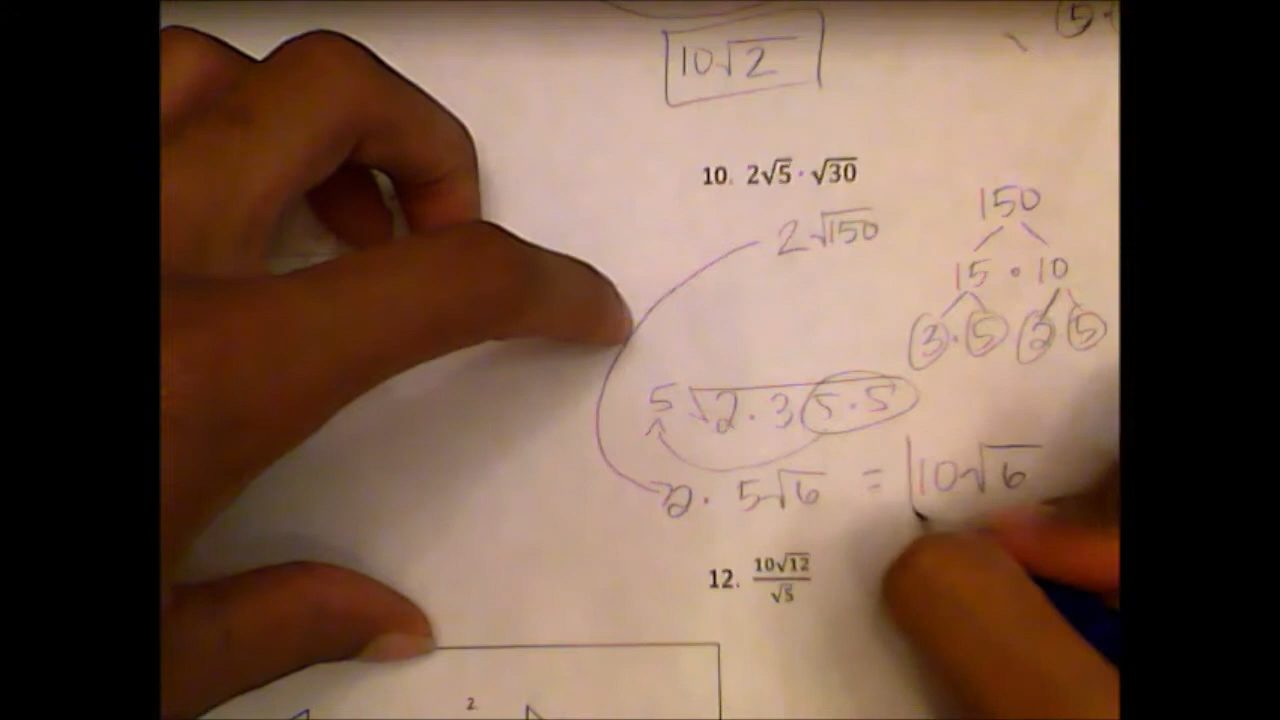 5
10√2
10. 2√5 · √30
2√150
150
15 · 10
3 · 5 2 5
5 √2 · 3 5 · 5
2 · 5√6 = 10√6
12. 10√12 / √5
2.